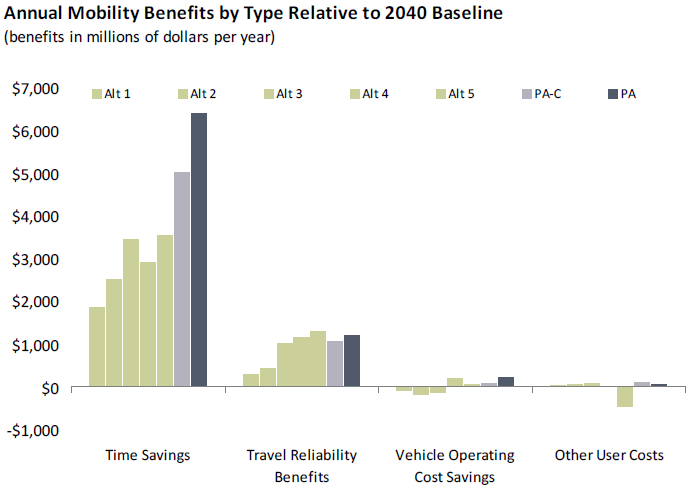 Annual Mobility Benefits by Type Relative to 2040 Baseline
(benefits in millions of dollars per year)
$7,000
Alt 1 Alt 2 Alt 3 Alt 4 Alt 5 PA-C PA
$6,000
$5,000
$4,000
$3,000
$2,000
$1,000
$0
-$1,000
Time Savings Travel Reliability Vehicle Operating Other User Costs
Benefits Cost Savings